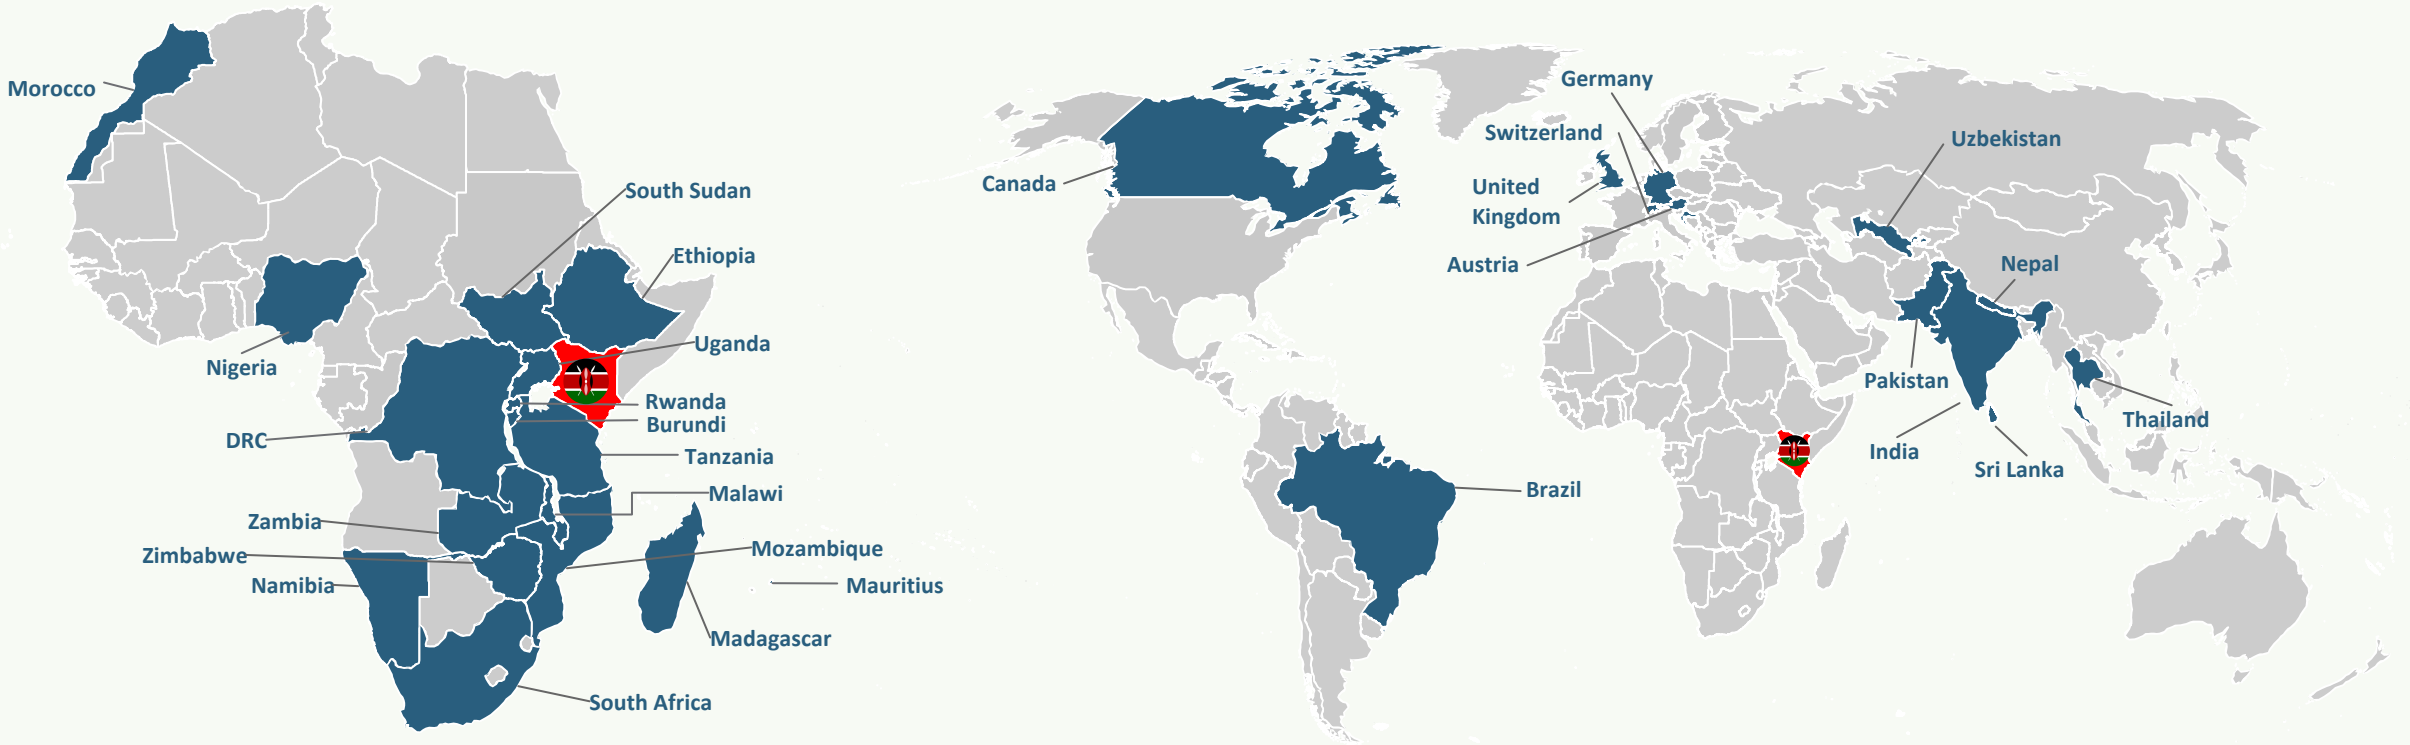 Morocco
South Sudan
Ethiopia
Nigeria
Uganda
Rwanda
Burundi
DRC
Tanzania
Malawi
Zambia
Zimbabwe
Mozambique
Namibia
Mauritius
Madagascar
South Africa
Germany
Switzerland
Uzbekistan
Canada
United
Kingdom
Austria
Nepal
Pakistan
Thailand
India
Sri Lanka
Brazil